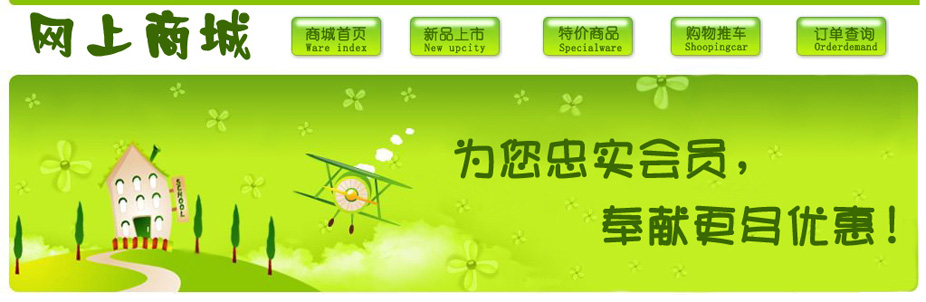 网上商城
商城首页
Ware index
新品上市
New upcity
特价商品
Specialware
购物推车
Shoopingcar
订单查询
Orderdemand
SCHOOL
为您忠实会员，
奉献更多优惠！